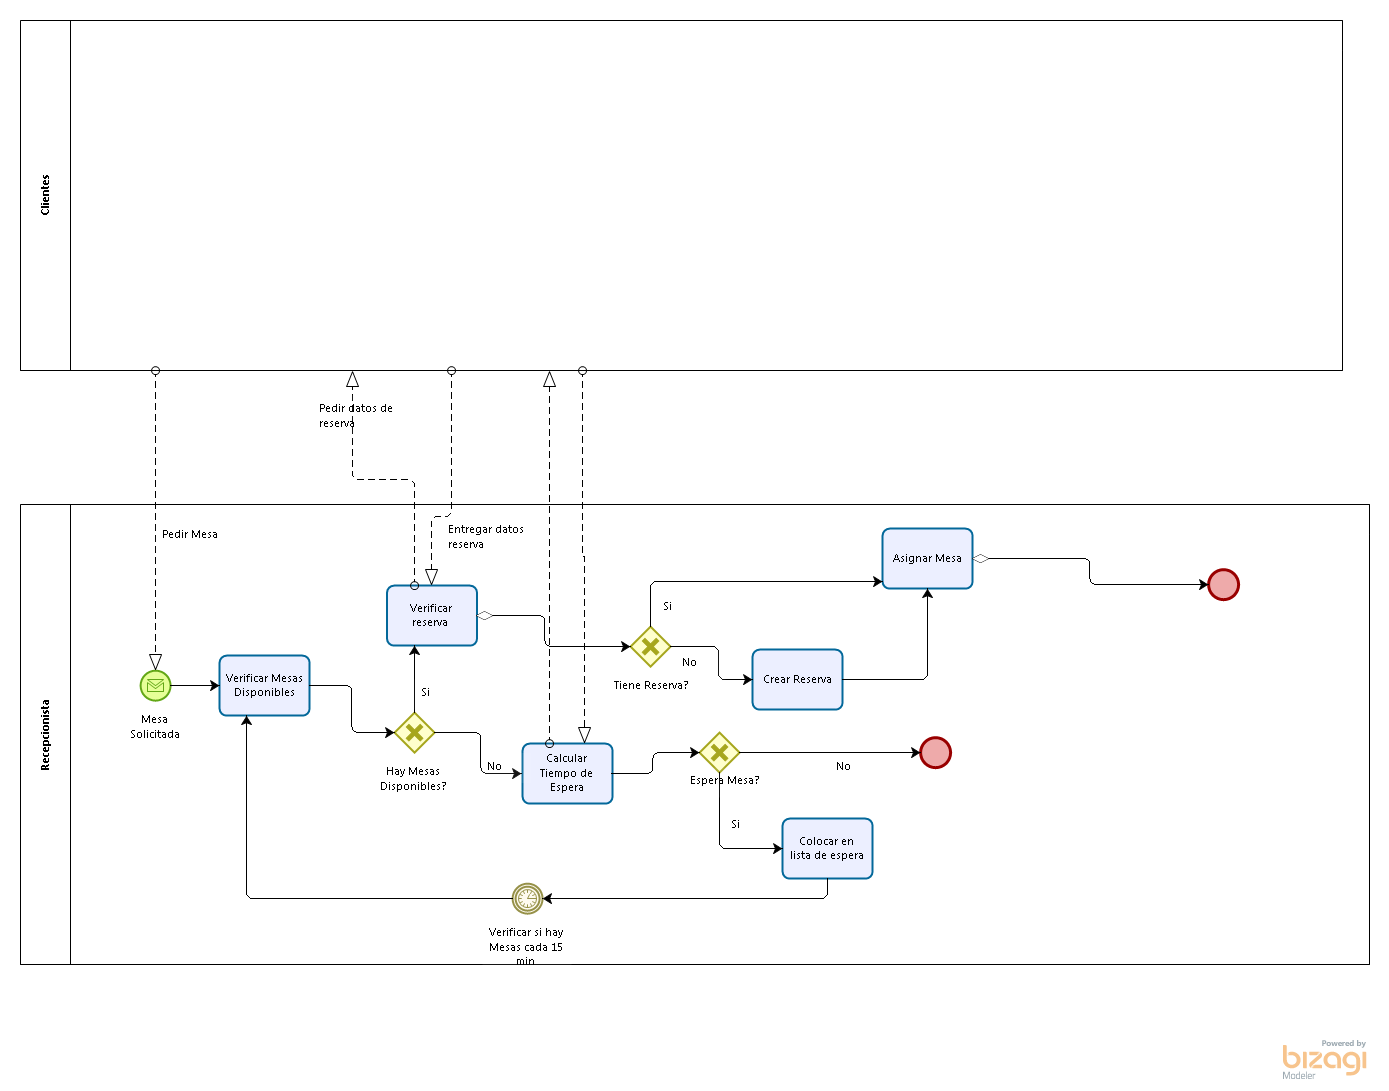 Clientes
Pedir datos de
reserva
Pedir Mesa
Entregar datos
reserva
Recepcionista
Asignar Mesa
Verificar
reserva
Si
No
Tiene Reserva?
Crear Reserva
Verificar Mesas
Disponibles
Si
Mesa
Solicitada
Hay Mesas
Disponibles?
No
Calcular
Tiempo de
Espera
Espera Mesa?
No
Si
Colocar en
lista de espera
Verificar si hay
Mesas cada 15
min
Powered by
bizagi
Modeler